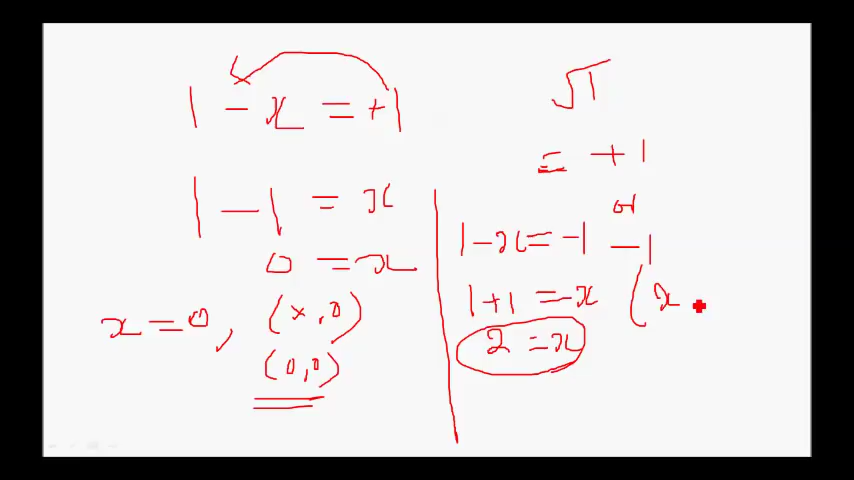 1 - x = +1
1 - 1 = x
0 = x
x = 0, (x, 0)
(0, 0)
√1
= +1
or
1 - x = -1 -1
1 + 1 = -x (x
2 = x